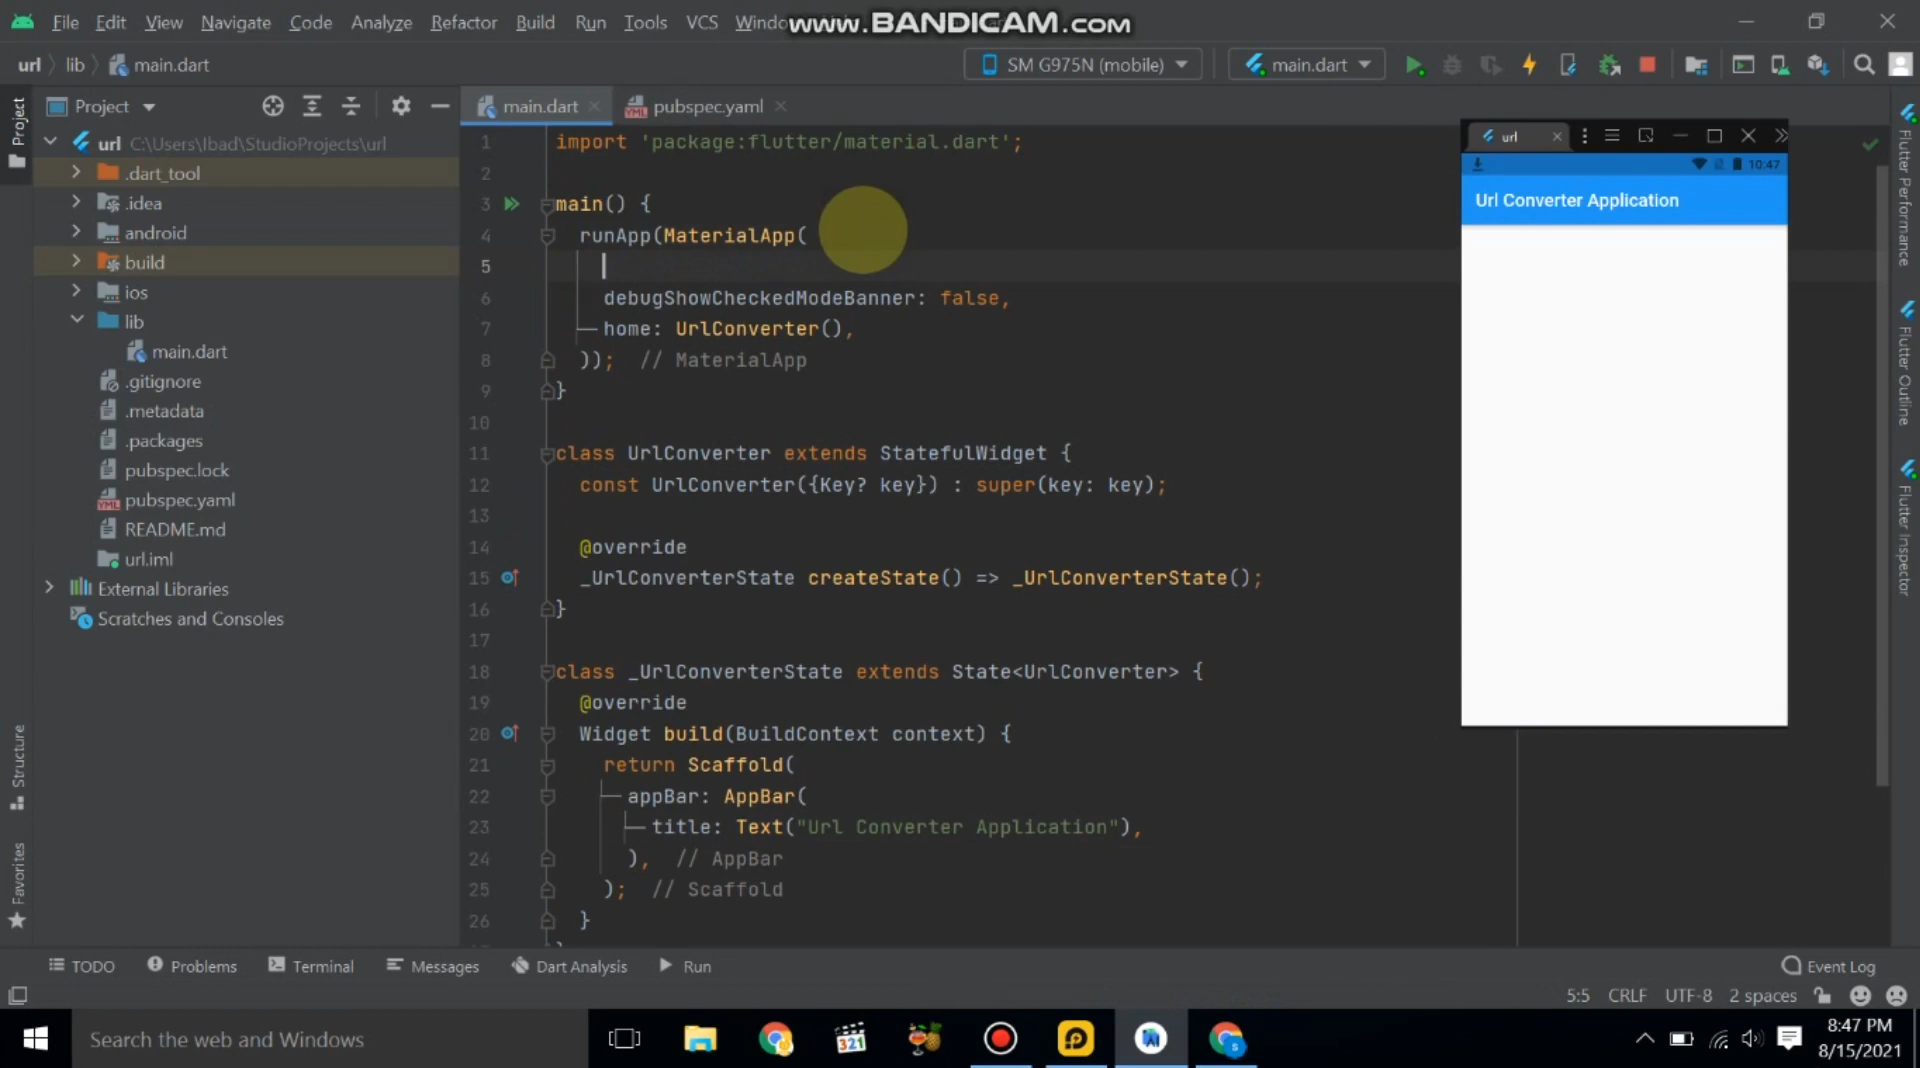 File Edit View Navigate Code Analyze Refactor Build Run Tools VCS Window
www.BANDICAM.com
url lib main.dart
SM G975N (mobile)
main.dart
Project
main.dart
pubspec.yaml
Project
url C:\Users\Ibad\StudioProjects\url
.dart_tool
.idea
android
build
ios
lib
main.dart
.gitignore
.metadata
.packages
pubspec.lock
pubspec.yaml
README.md
url.iml
External Libraries
Scratches and Consoles
Structure
Favorites
1 import 'package:flutter/material.dart';
2
3 main() {
4 runApp(MaterialApp(
5
6 debugShowCheckedModeBanner: false,
7 home: UrlConverter(),
8 )); // MaterialApp
9 }
10
11 class UrlConverter extends StatefulWidget {
12 const UrlConverter({Key? key}) : super(key: key);
13
14 @override
15 _UrlConverterState createState() => _UrlConverterState();
16 }
17
18 class _UrlConverterState extends State<UrlConverter> {
19 @override
20 Widget build(BuildContext context) {
21 return Scaffold(
22 appBar: AppBar(
23 title: Text("Url Converter Application"),
24 ), // AppBar
25 ); // Scaffold
26 }
url
10:47
Url Converter Application
Flutter Performance
Flutter Outline
Flutter Inspector
TODO Problems Terminal Messages Dart Analysis Run
Event Log
5:5 CRLF UTF-8 2 spaces
Search the web and Windows
321
8:47 PM
8/15/2021